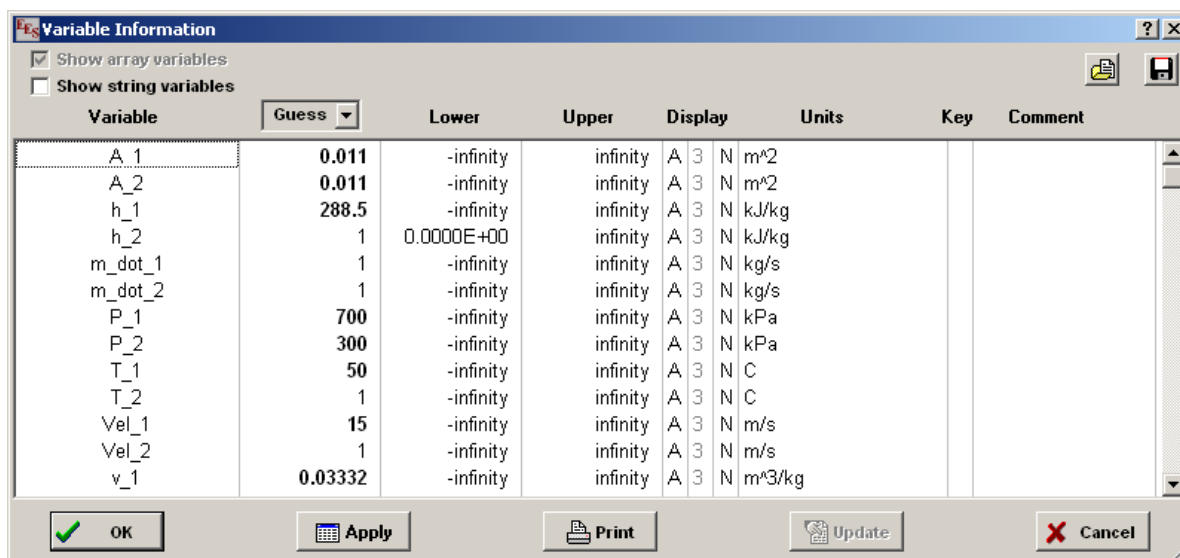 EES Variable Information
Show array variables
Show string variables
Variable Guess Lower Upper Display Units Key Comment
A_1 0.011 -infinity infinity A 3 N m^2
A_2 0.011 -infinity infinity A 3 N m^2
h_1 288.5 -infinity infinity A 3 N kJ/kg
h_2 1 0.0000E+00 infinity A 3 N kJ/kg
m_dot_1 1 -infinity infinity A 3 N kg/s
m_dot_2 1 -infinity infinity A 3 N kg/s
P_1 700 -infinity infinity A 3 N kPa
P_2 300 -infinity infinity A 3 N kPa
T_1 50 -infinity infinity A 3 N C
T_2 1 -infinity infinity A 3 N C
Vel_1 15 -infinity infinity A 3 N m/s
Vel_2 1 -infinity infinity A 3 N m/s
v_1 0.03332 -infinity infinity A 3 N m^3/kg
OK Apply Print Update Cancel